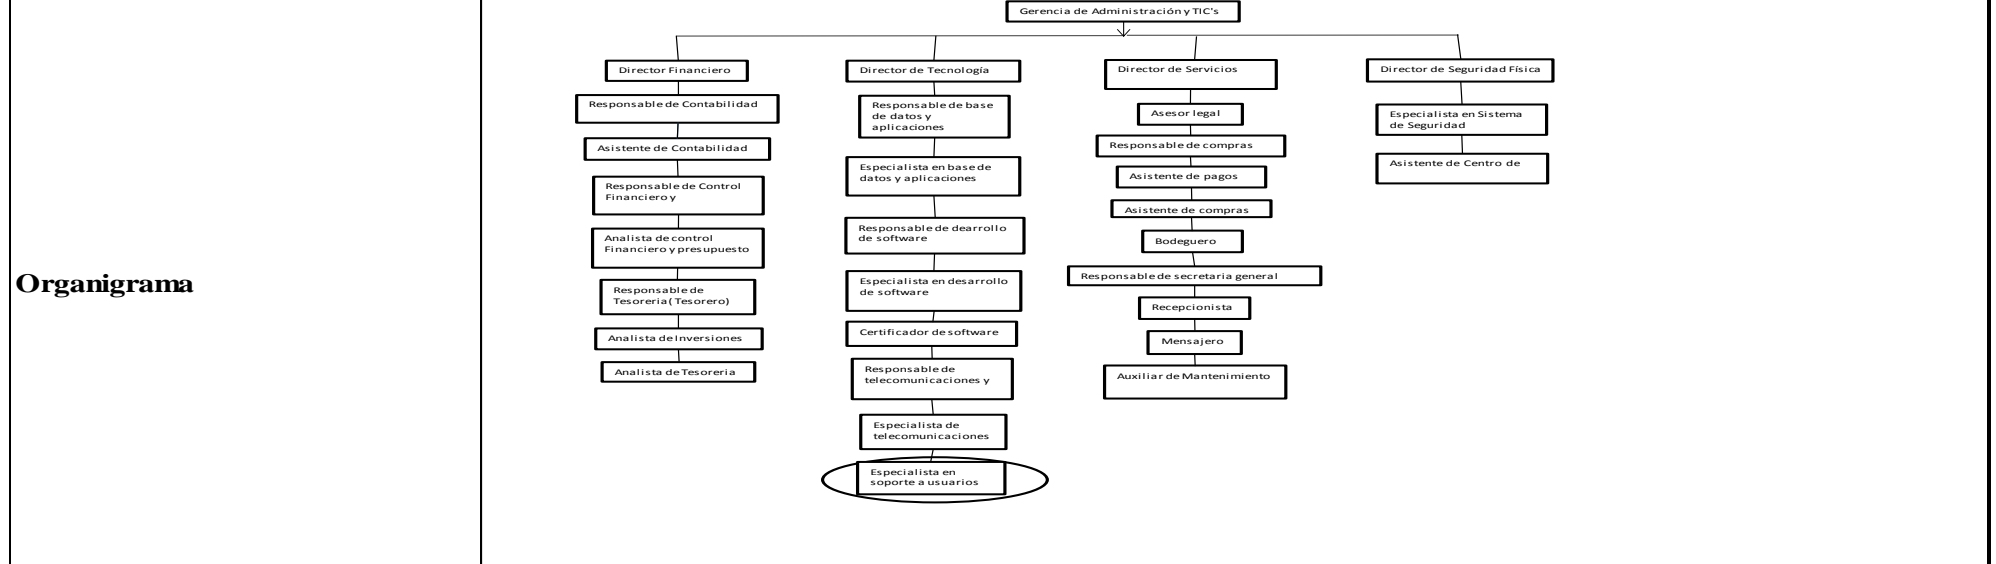 Organigrama
Gerencia de Administración y TIC's
Director Financiero
Responsable de Contabilidad
Asistente de Contabilidad
Responsable de Control
Financiero y
Analista de control
Financiero y presupuesto
Responsable de
Tesoreria( Tesorero)
Analista de Inversiones
Analista de Tesoreria
Director de Tecnología
Responsable de base
de datos y
aplicaciones
Especialista en base de
datos y aplicaciones
Responsable de dearrollo
de software
Especialista en desarrollo
de software
Certificador de software
Responsable de
telecomunicaciones y
Especialista de
telecomunicaciones
Especialista en
soporte a usuarios
Director de Servicios
Asesor legal
Responsable de compras
Asistente de pagos
Asistente de compras
Bodeguero
Responsable de secretaria general
Recepcionista
Mensajero
Auxiliar de Mantenimiento
Director de Seguridad Física
Especialista en Sistema
de Seguridad
Asistente de Centro de